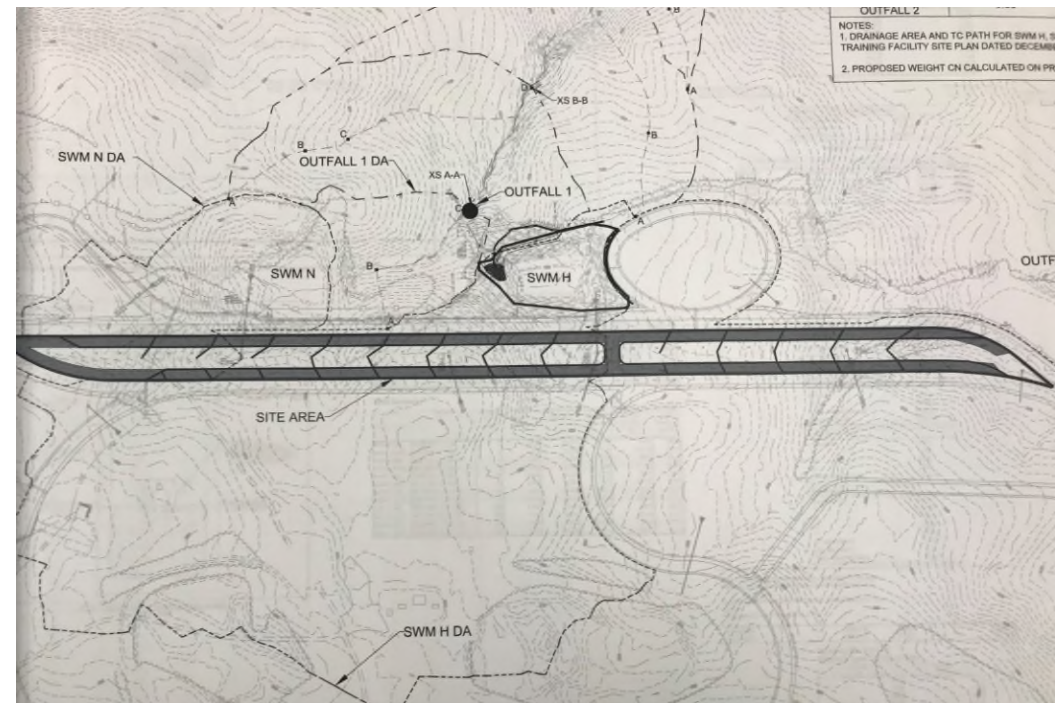 OUTFALL 2
NOTES:
1. DRAINAGE AREA AND TC PATH FOR SWM H, S
TRAINING FACILITY SITE PLAN DATED DECEMBE
2. PROPOSED WEIGHT CN CALCULATED ON PR
B
A
D
XS B-B
B
C
B
SWM N DA
OUTFALL 1 DA
XS A-A
OUTFALL 1
C
A
A
B
SWM N
SWM H
OUTF
A
SITE AREA
SWM H DA